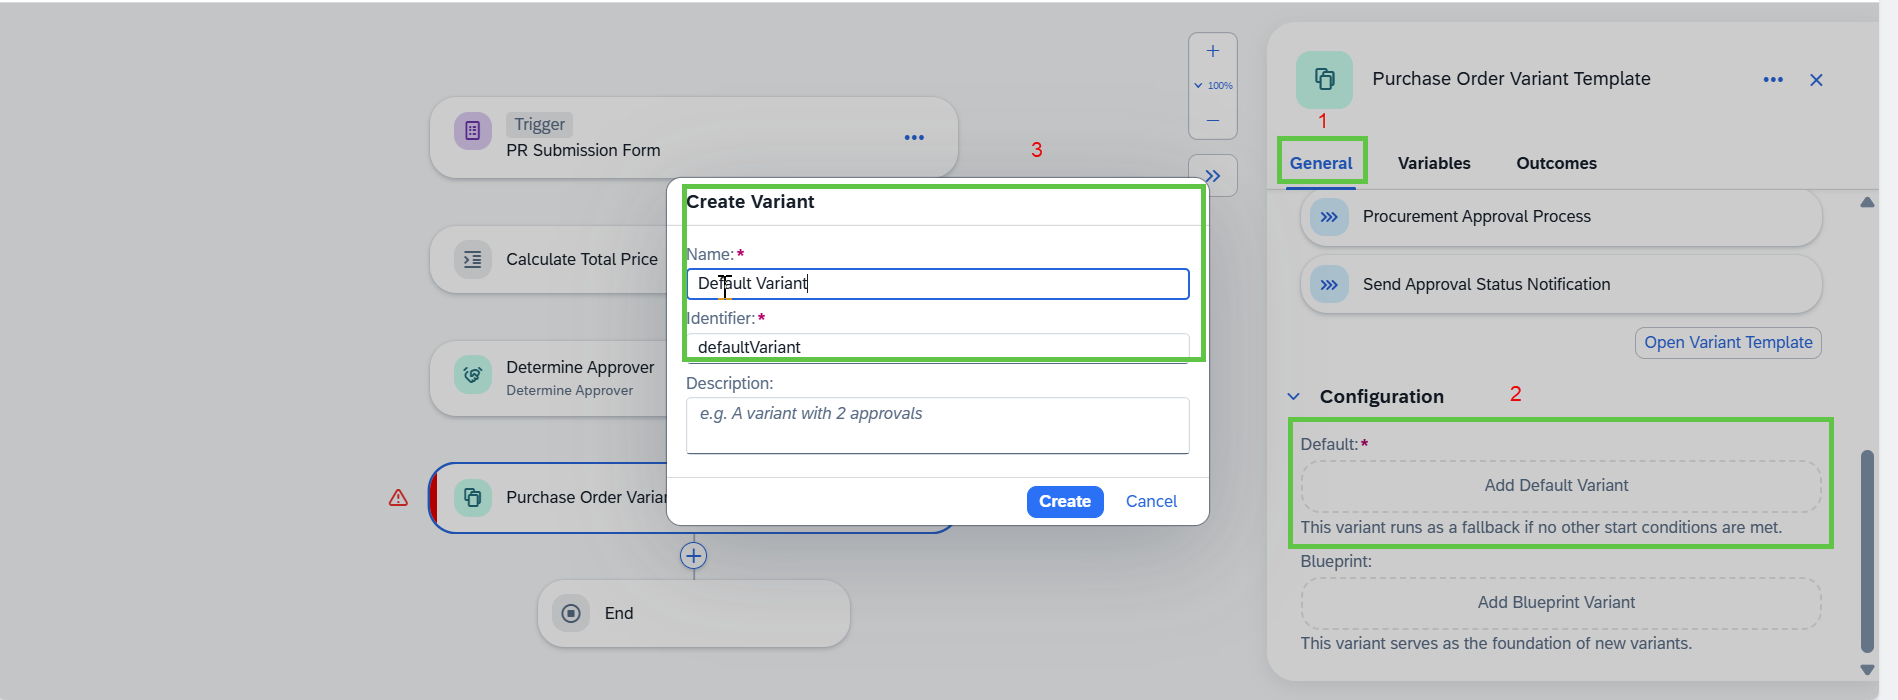 Trigger
PR Submission Form
Calculate Total Price
Determine Approver
Determine Approver
Purchase Order Varia
End
100%
3
Create Variant
Name:*
Default Variant
Identifier:*
defaultVariant
Description:
e.g. A variant with 2 approvals
Create
Cancel
Purchase Order Variant Template
1
General
Variables
Outcomes
Procurement Approval Process
Send Approval Status Notification
Open Variant Template
Configuration
2
Default:*
Add Default Variant
This variant runs as a fallback if no other start conditions are met.
Blueprint:
Add Blueprint Variant
This variant serves as the foundation of new variants.